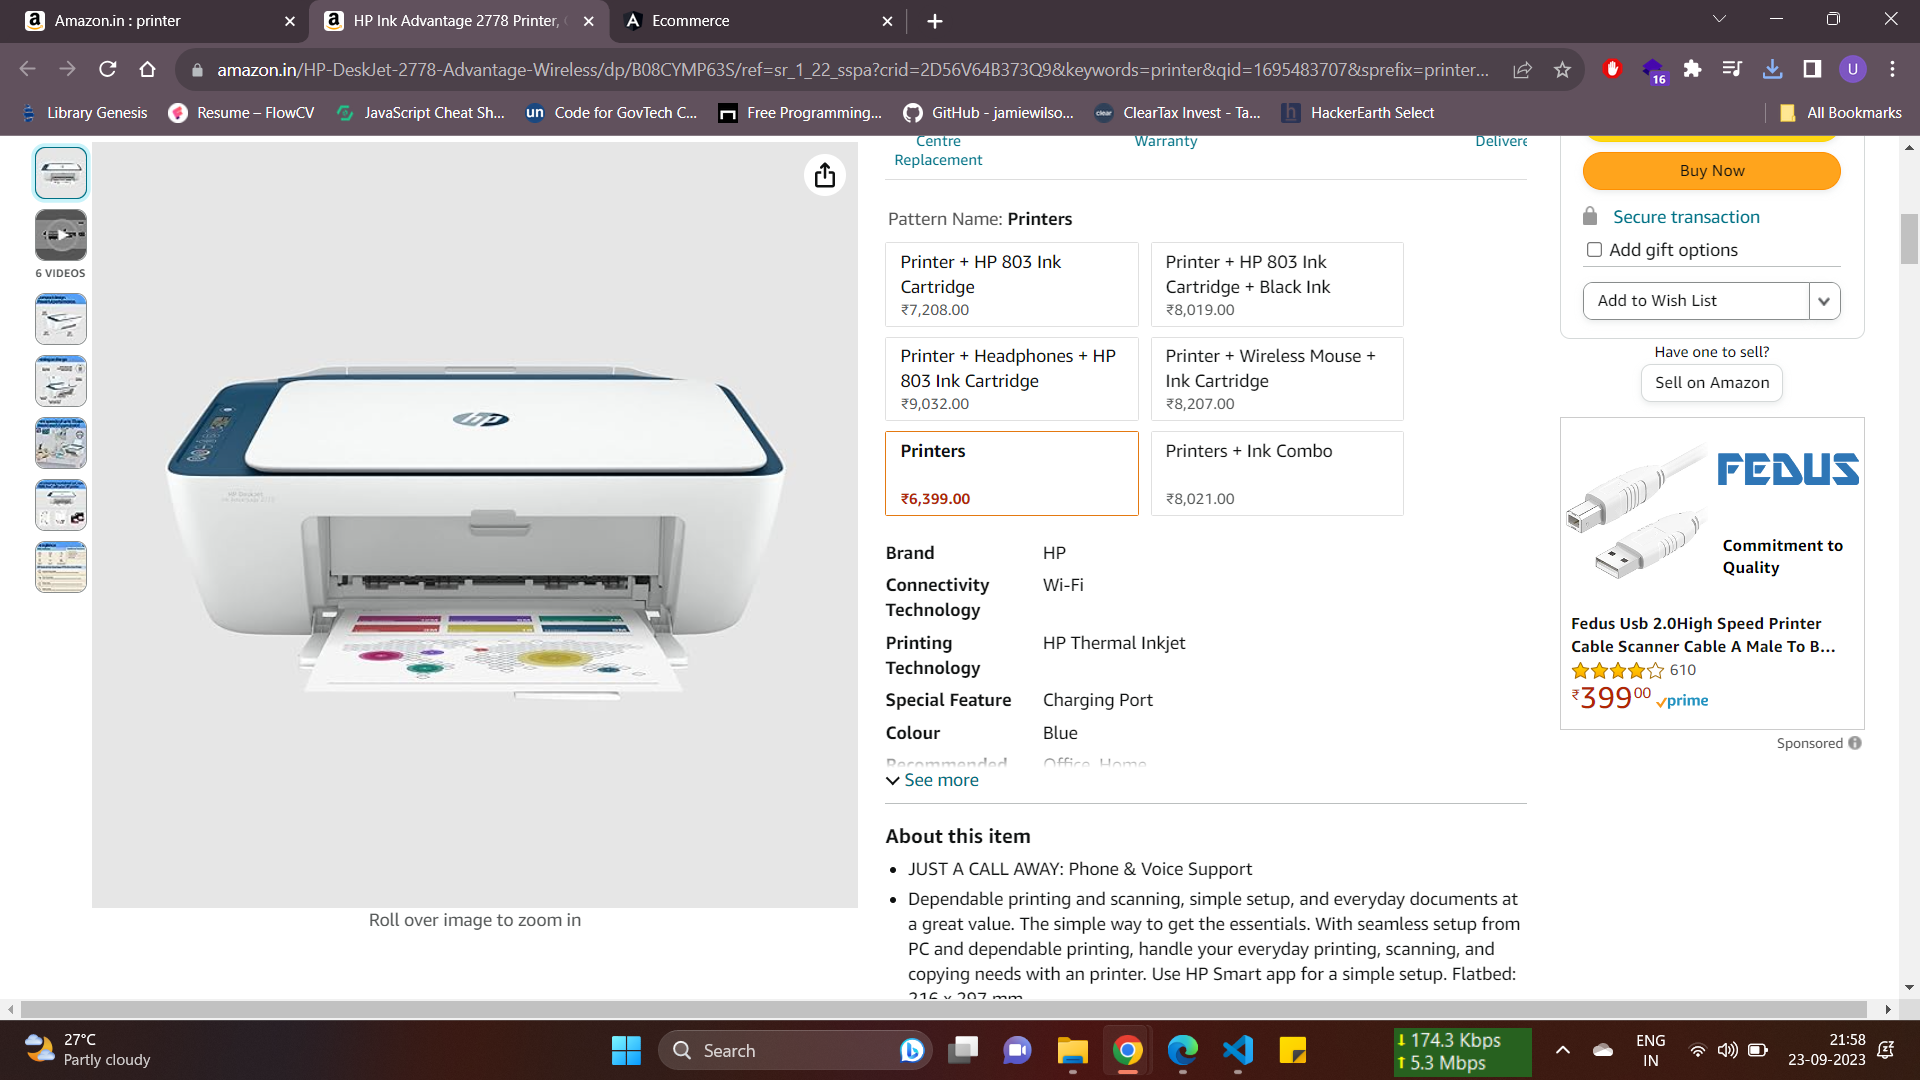 Amazon.in : printer
HP Ink Advantage 2778 Printer,
Ecommerce
amazon.in/HP-DeskJet-2778-Advantage-Wireless/dp/B08CYMP63S/ref=sr_1_22_sspa?crid=2D56V64B373Q9&keywords=printer&qid=1695483707&sprefix=printer...
16
U
Library Genesis
Resume – FlowCV
JavaScript Cheat Sh...
un
Code for GovTech C...
Free Programming...
GitHub - jamiewilso...
clear
ClearTax Invest - Ta...
h
HackerEarth Select
All Bookmarks
6 VIDEOS
hp
Roll over image to zoom in
Centre
Replacement
Warranty
Delivere
Pattern Name: Printers
Printer + HP 803 Ink
Cartridge
₹7,208.00
Printer + HP 803 Ink
Cartridge + Black Ink
₹8,019.00
Printer + Headphones + HP
803 Ink Cartridge
₹9,032.00
Printer + Wireless Mouse +
Ink Cartridge
₹8,207.00
Printers
₹6,399.00
Printers + Ink Combo
₹8,021.00
Brand HP
Connectivity Wi-Fi
Technology
Printing HP Thermal Inkjet
Technology
Special Feature Charging Port
Colour Blue
Recommended Office, Home
See more
About this item
• JUST A CALL AWAY: Phone & Voice Support
• Dependable printing and scanning, simple setup, and everyday documents at
a great value. The simple way to get the essentials. With seamless setup from
PC and dependable printing, handle your everyday printing, scanning, and
copying needs with an printer. Use HP Smart app for a simple setup. Flatbed:
216 x 297 mm
Buy Now
Secure transaction
Add gift options
Add to Wish List
Have one to sell?
Sell on Amazon
FEDUS
Commitment to
Quality
Fedus Usb 2.0High Speed Printer
Cable Scanner Cable A Male To B...
610
₹39900 prime
Sponsored
27°C
Partly cloudy
Search
174.3 Kbps
5.3 Mbps
ENG
IN
21:58
23-09-2023